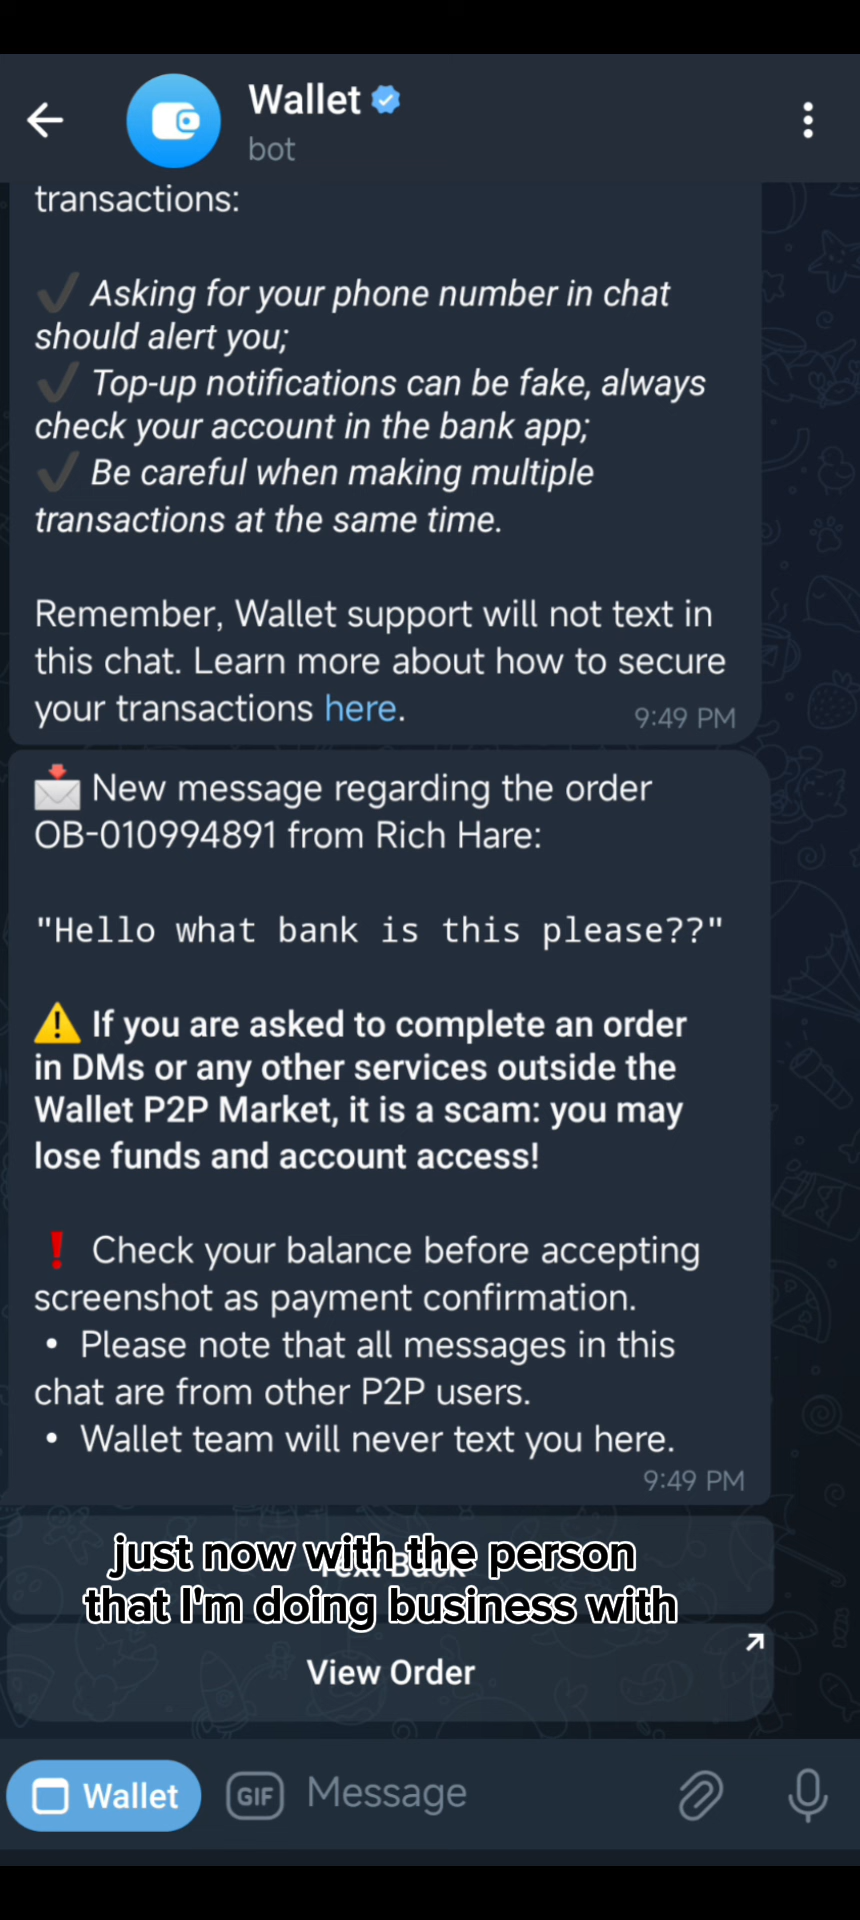 Wallet
bot
transactions:
✔ Asking for your phone number in chat
should alert you;
✔ Top-up notifications can be fake, always
check your account in the bank app;
✔ Be careful when making multiple
transactions at the same time.
Remember, Wallet support will not text in
this chat. Learn more about how to secure
your transactions here.
9:49 PM
📩 New message regarding the order
OB-010994891 from Rich Hare:
"Hello what bank is this please??"
⚠️ If you are asked to complete an order
in DMs or any other services outside the
Wallet P2P Market, it is a scam: you may
lose funds and account access!
❗ Check your balance before accepting
screenshot as payment confirmation.
• Please note that all messages in this
chat are from other P2P users.
• Wallet team will never text you here.
9:49 PM
Text Back
just now with the person
that I'm doing business with
View Order
Wallet
GIF
Message